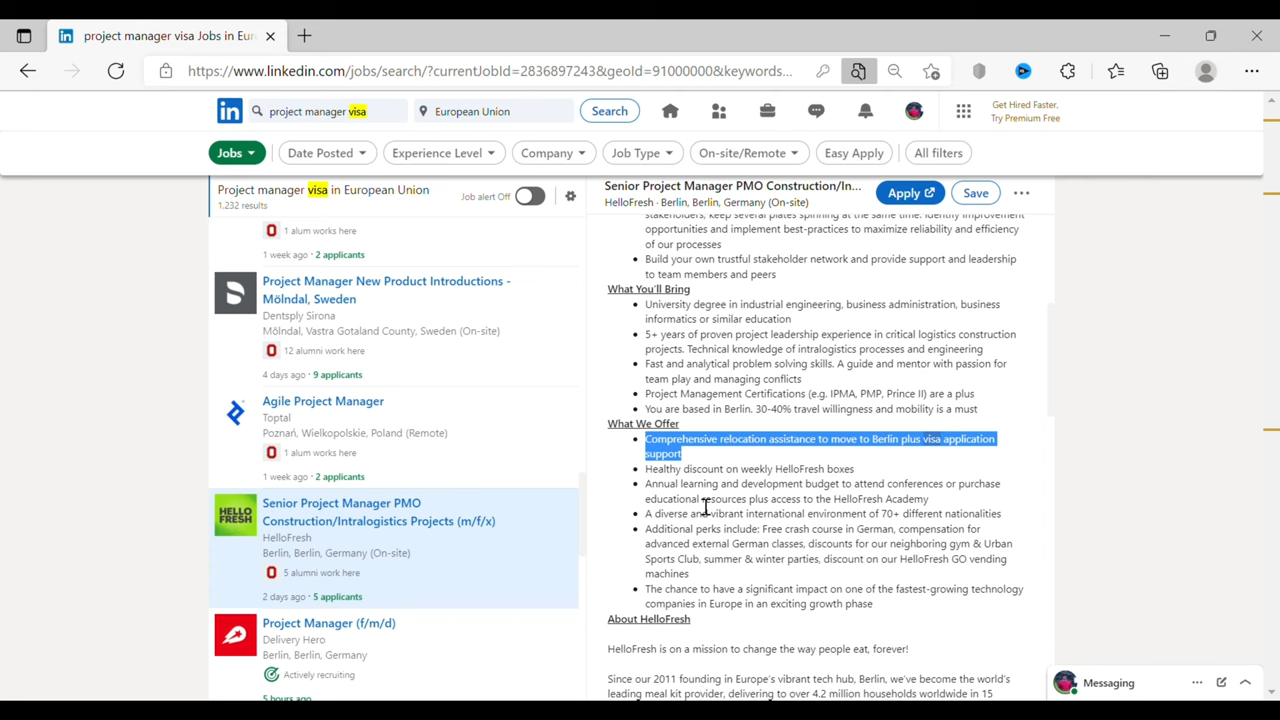 project manager visa Jobs in Eur
https://www.linkedin.com/jobs/search/?currentJobId=2836897243&geoId=91000000&keywords...
in
project manager visa
European Union
Search
Get Hired Faster,
Try Premium Free
Jobs
Date Posted
Experience Level
Company
Job Type
On-site/Remote
Easy Apply
All filters
Project manager visa in European Union
1.232 results
Job alert Off
1 alum works here
1 week ago · 2 applicants
Project Manager New Product Introductions -
Mölndal, Sweden
Dentsply Sirona
Mölndal, Vastra Gotaland County, Sweden (On-site)
12 alumni work here
4 days ago · 9 applicants
Agile Project Manager
Toptal
Poznań, Wielkopolskie, Poland (Remote)
1 alum works here
1 week ago · 2 applicants
HELLO
FRESH
Senior Project Manager PMO
Construction/Intralogistics Projects (m/f/x)
HelloFresh
Berlin, Berlin, Germany (On-site)
5 alumni work here
2 days ago · 5 applicants
Project Manager (f/m/d)
Delivery Hero
Berlin, Berlin, Germany
Actively recruiting
5 hours ago
Senior Project Manager PMO Construction/In...
HelloFresh · Berlin, Berlin, Germany (On-site)
Apply
Save
stakeholders, keep several plates spinning at the same time. Identify improvement
opportunities and implement best-practices to maximize reliability and efficiency
of our processes
• Build your own trustful stakeholder network and provide support and leadership
to team members and peers
What You'll Bring
• University degree in industrial engineering, business administration, business
informatics or similar education
• 5+ years of proven project leadership experience in critical logistics construction
projects. Technical knowledge of intralogistics processes and engineering
• Fast and analytical problem solving skills. A guide and mentor with passion for
team play and managing conflicts
• Project Management Certifications (e.g. IPMA, PMP, Prince II) are a plus
• You are based in Berlin. 30-40% travel willingness and mobility is a must
What We Offer
• Comprehensive relocation assistance to move to Berlin plus visa application
support
• Healthy discount on weekly HelloFresh boxes
• Annual learning and development budget to attend conferences or purchase
educational resources plus access to the HelloFresh Academy
• A diverse and vibrant international environment of 70+ different nationalities
• Additional perks include: Free crash course in German, compensation for
advanced external German classes, discounts for our neighboring gym & Urban
Sports Club, summer & winter parties, discount on our HelloFresh GO vending
machines
• The chance to have a significant impact on one of the fastest-growing technology
companies in Europe in an exciting growth phase
About HelloFresh
HelloFresh is on a mission to change the way people eat, forever!
Since our 2011 founding in Europe's vibrant tech hub, Berlin, we've become the world's
leading meal kit provider, delivering to over 4.2 million households worldwide in 15
Messaging